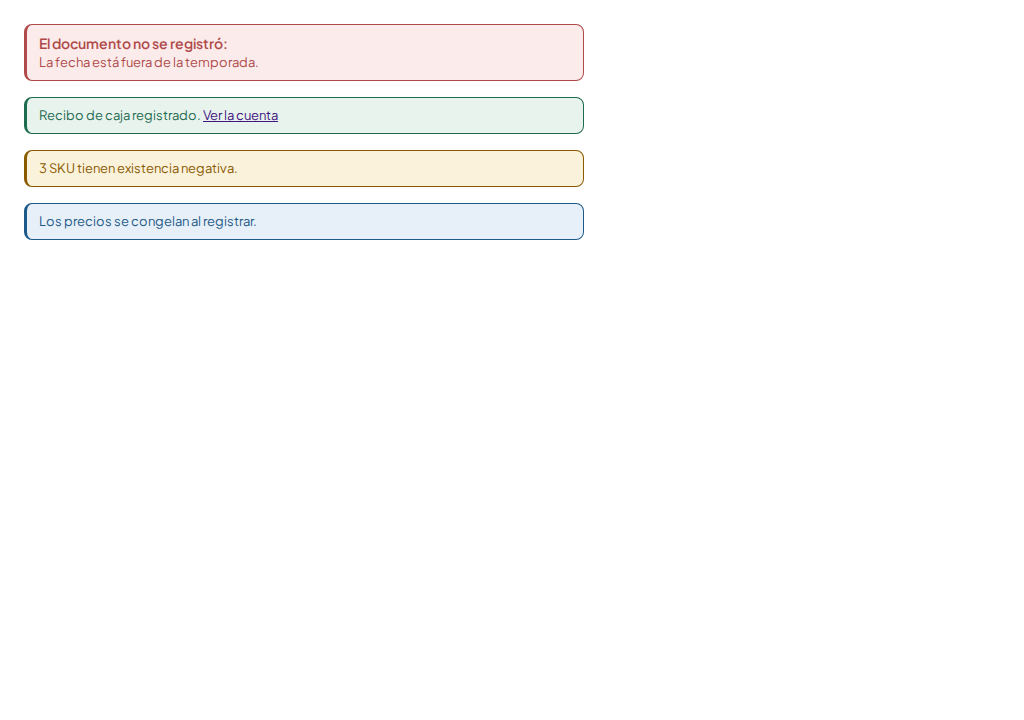 El documento no se registró:
La fecha está fuera de la temporada.
Recibo de caja registrado. Ver la cuenta
3 SKU tienen existencia negativa.
Los precios se congelan al registrar.